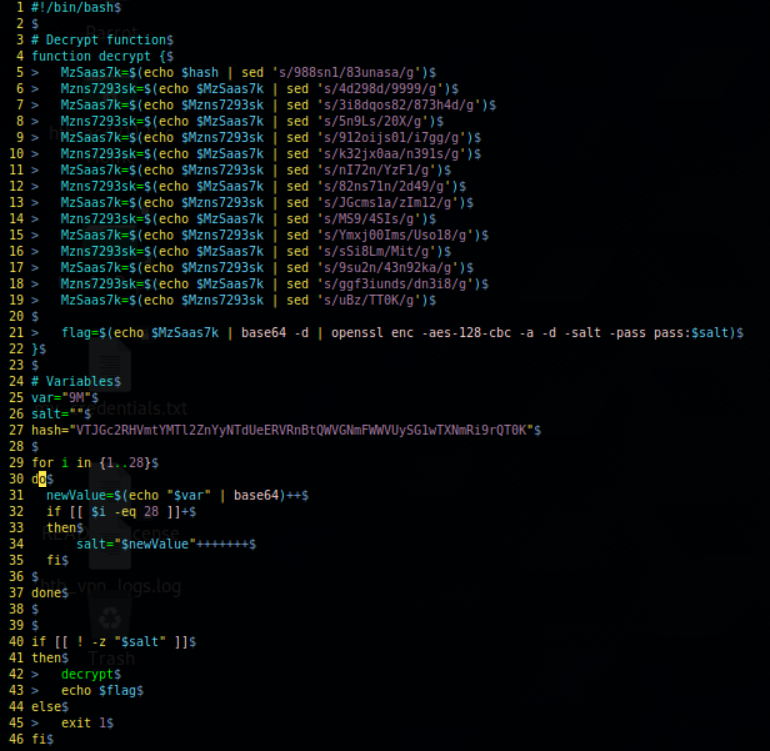 1 #!/bin/bash$
2 $
3 # Decrypt function$
4 function decrypt {$
5 >   MzSaas7k=$(echo $hash | sed 's/988sn1/83unasa/g')$
6 >   Mzns7293sk=$(echo $MzSaas7k | sed 's/4d298d/9999/g')$
7 >   MzSaas7k=$(echo $Mzns7293sk | sed 's/3i8dqos82/873h4d/g')$
8 >   Mzns7293sk=$(echo $MzSaas7k | sed 's/5n9Ls/20X/g')$
9 >   MzSaas7k=$(echo $Mzns7293sk | sed 's/912oijs01/i7gg/g')$
10 >   Mzns7293sk=$(echo $MzSaas7k | sed 's/k32jx0aa/n391s/g')$
11 >   MzSaas7k=$(echo $Mzns7293sk | sed 's/nI72n/YzF1/g')$
12 >   Mzns7293sk=$(echo $MzSaas7k | sed 's/82ns71n/2d49/g')$
13 >   MzSaas7k=$(echo $Mzns7293sk | sed 's/JGcms1a/zIm12/g')$
14 >   Mzns7293sk=$(echo $MzSaas7k | sed 's/MS9/4SIs/g')$
15 >   MzSaas7k=$(echo $Mzns7293sk | sed 's/Ymxj00Ims/Uso18/g')$
16 >   Mzns7293sk=$(echo $MzSaas7k | sed 's/sSi8Lm/Mit/g')$
17 >   MzSaas7k=$(echo $Mzns7293sk | sed 's/9su2n/43n92ka/g')$
18 >   Mzns7293sk=$(echo $MzSaas7k | sed 's/ggf3iunds/dn3i8/g')$
19 >   MzSaas7k=$(echo $Mzns7293sk | sed 's/uBz/TT0K/g')$
20 $
21 >   flag=$(echo $MzSaas7k | base64 -d | openssl enc -aes-128-cbc -a -d -salt -pass pass:$salt)$
22 }$
23 $
24 # Variables$
25 var="9M"$
26 salt=""$
27 hash="VTJGc2RHVmtYMTl2ZnYyNTdUeERVRnBtQWVGNmFWWVUySG1wTXNmRi9rQT0K"$
28 $
29 for i in {1..28}$
30 do$
31   newValue=$(echo "$var" | base64)++$
32   if [[ $i -eq 28 ]]+$
33   then$
34       salt="$newValue"+++++++$
35   fi$
36 $
37 done$
38 $
39 $
40 if [[ ! -z "$salt" ]]$
41 then$
42 >   decrypt$
43 >   echo $flag$
44 else$
45 >   exit 1$
46 fi$
Trash
htb_vpn_logs.log